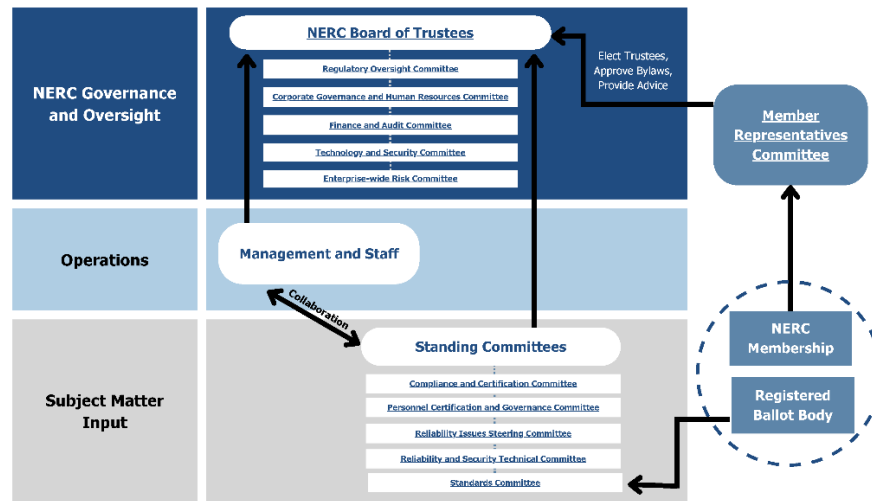 NERC Governance
and Oversight
NERC Board of Trustees
Regulatory Oversight Committee
Corporate Governance and Human Resources Committee
Finance and Audit Committee
Technology and Security Committee
Enterprise-wide Risk Committee
Elect Trustees,
Approve Bylaws,
Provide Advice
Member
Representatives
Committee
Operations
Management and Staff
Collaboration
Subject Matter
Input
Standing Committees
Compliance and Certification Committee
Personnel Certification and Governance Committee
Reliability Issues Steering Committee
Reliability and Security Technical Committee
Standards Committee
NERC
Membership
Registered
Ballot Body